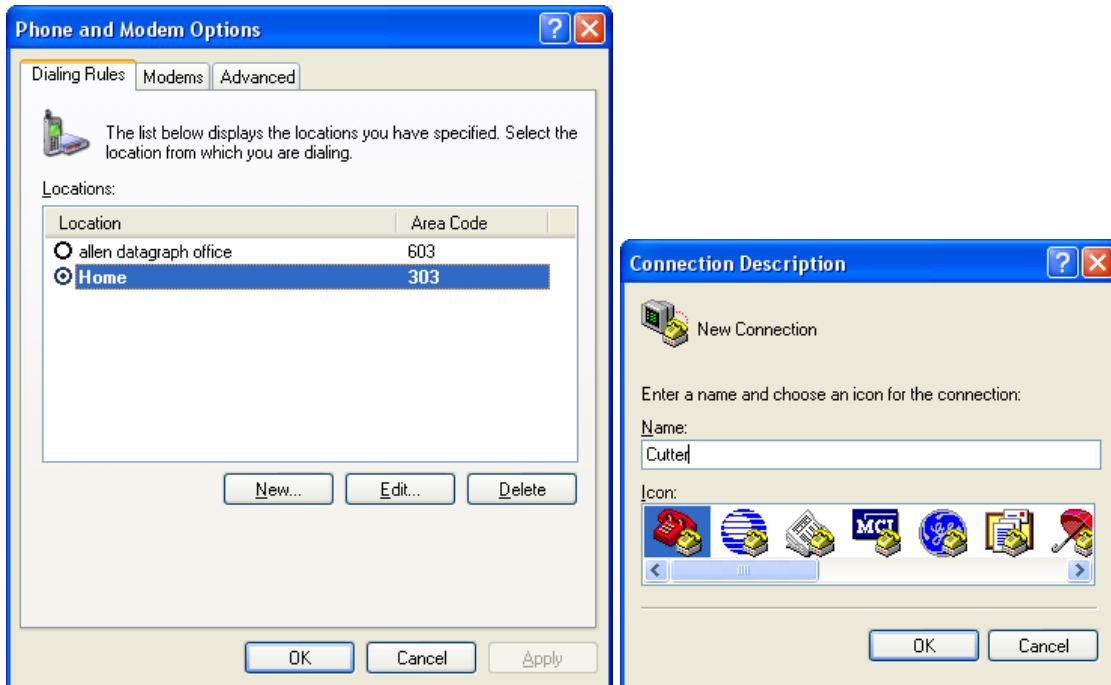 Phone and Modem Options
Dialing Rules Modems Advanced
The list below displays the locations you have specified. Select the
location from which you are dialing.
Locations:
Location Area Code
allen datagraph office 603
Home 303
New... Edit... Delete
OK Cancel Apply
Connection Description
New Connection
Enter a name and choose an icon for the connection:
Name:
Cutter
Icon:
MCI
OK Cancel